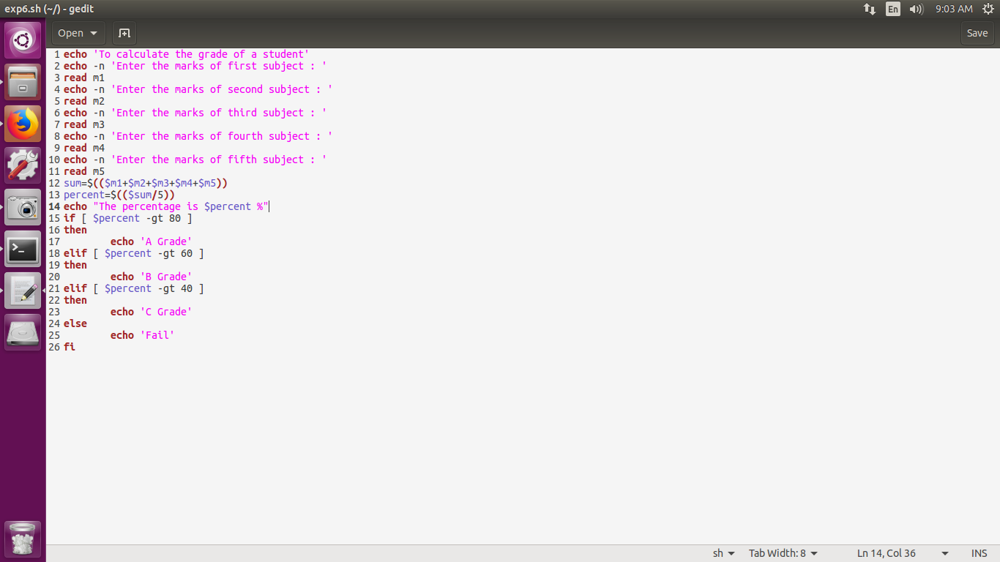 exp6.sh (~/) - gedit
En
9:03 AM
Open
Save
1 echo 'To calculate the grade of a student'
2 echo -n 'Enter the marks of first subject : '
3 read m1
4 echo -n 'Enter the marks of second subject : '
5 read m2
6 echo -n 'Enter the marks of third subject : '
7 read m3
8 echo -n 'Enter the marks of fourth subject : '
9 read m4
10 echo -n 'Enter the marks of fifth subject : '
11 read m5
12 sum=$(($m1+$m2+$m3+$m4+$m5))
13 percent=$(($sum/5))
14 echo "The percentage is $percent %"
15 if [ $percent -gt 80 ]
16 then
17         echo 'A Grade'
18 elif [ $percent -gt 60 ]
19 then
20         echo 'B Grade'
21 elif [ $percent -gt 40 ]
22 then
23         echo 'C Grade'
24 else
25         echo 'Fail'
26 fi
sh
Tab Width: 8
Ln 14, Col 36
INS